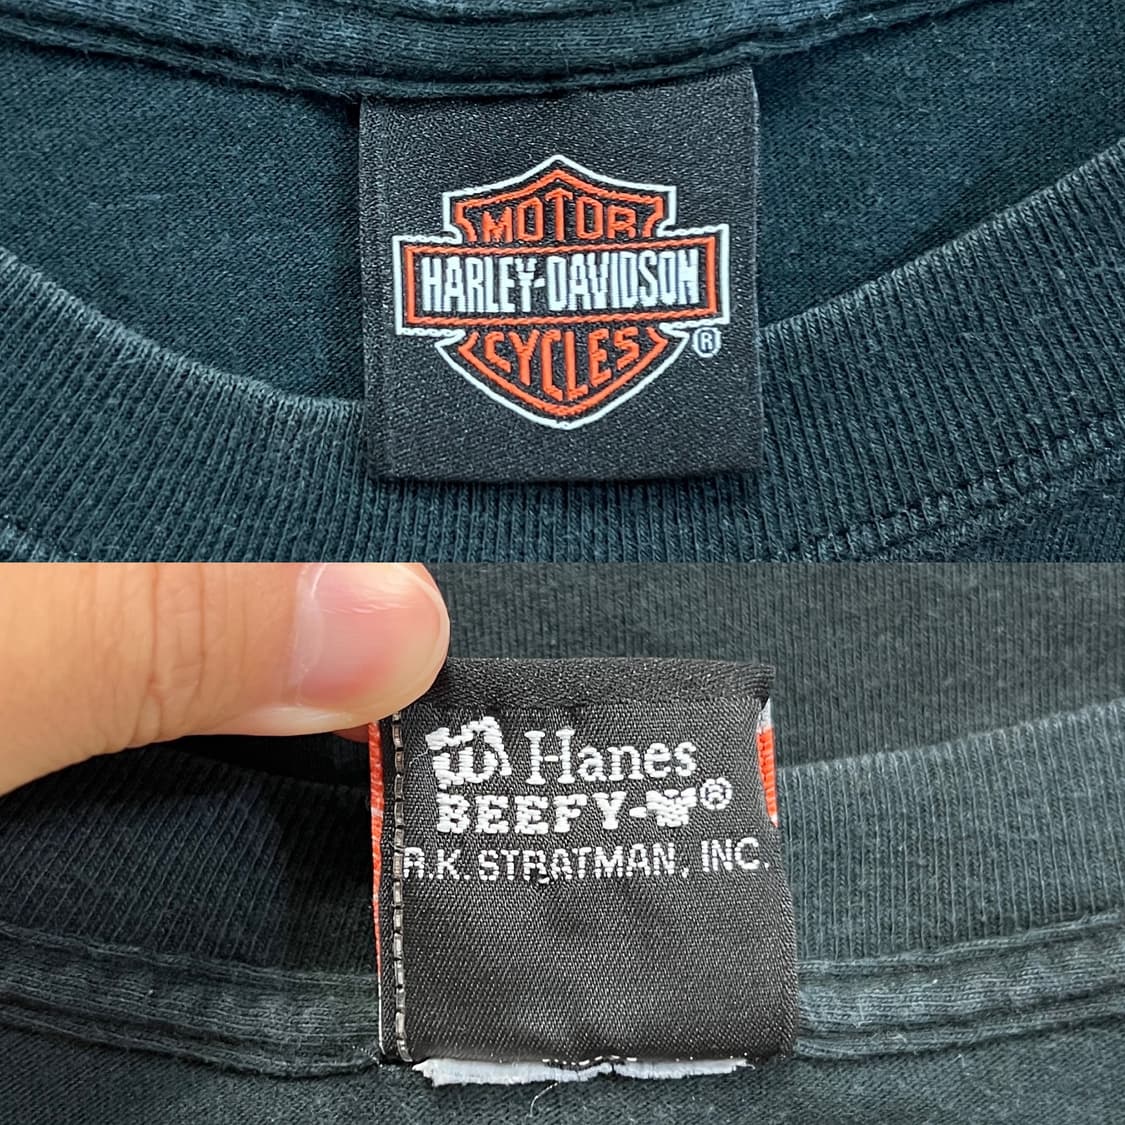 MOTOR
HARLEY-DAVIDSON
CYCLES
®
Hanes
BEEFY-T®
R.K. STRATMAN, INC.